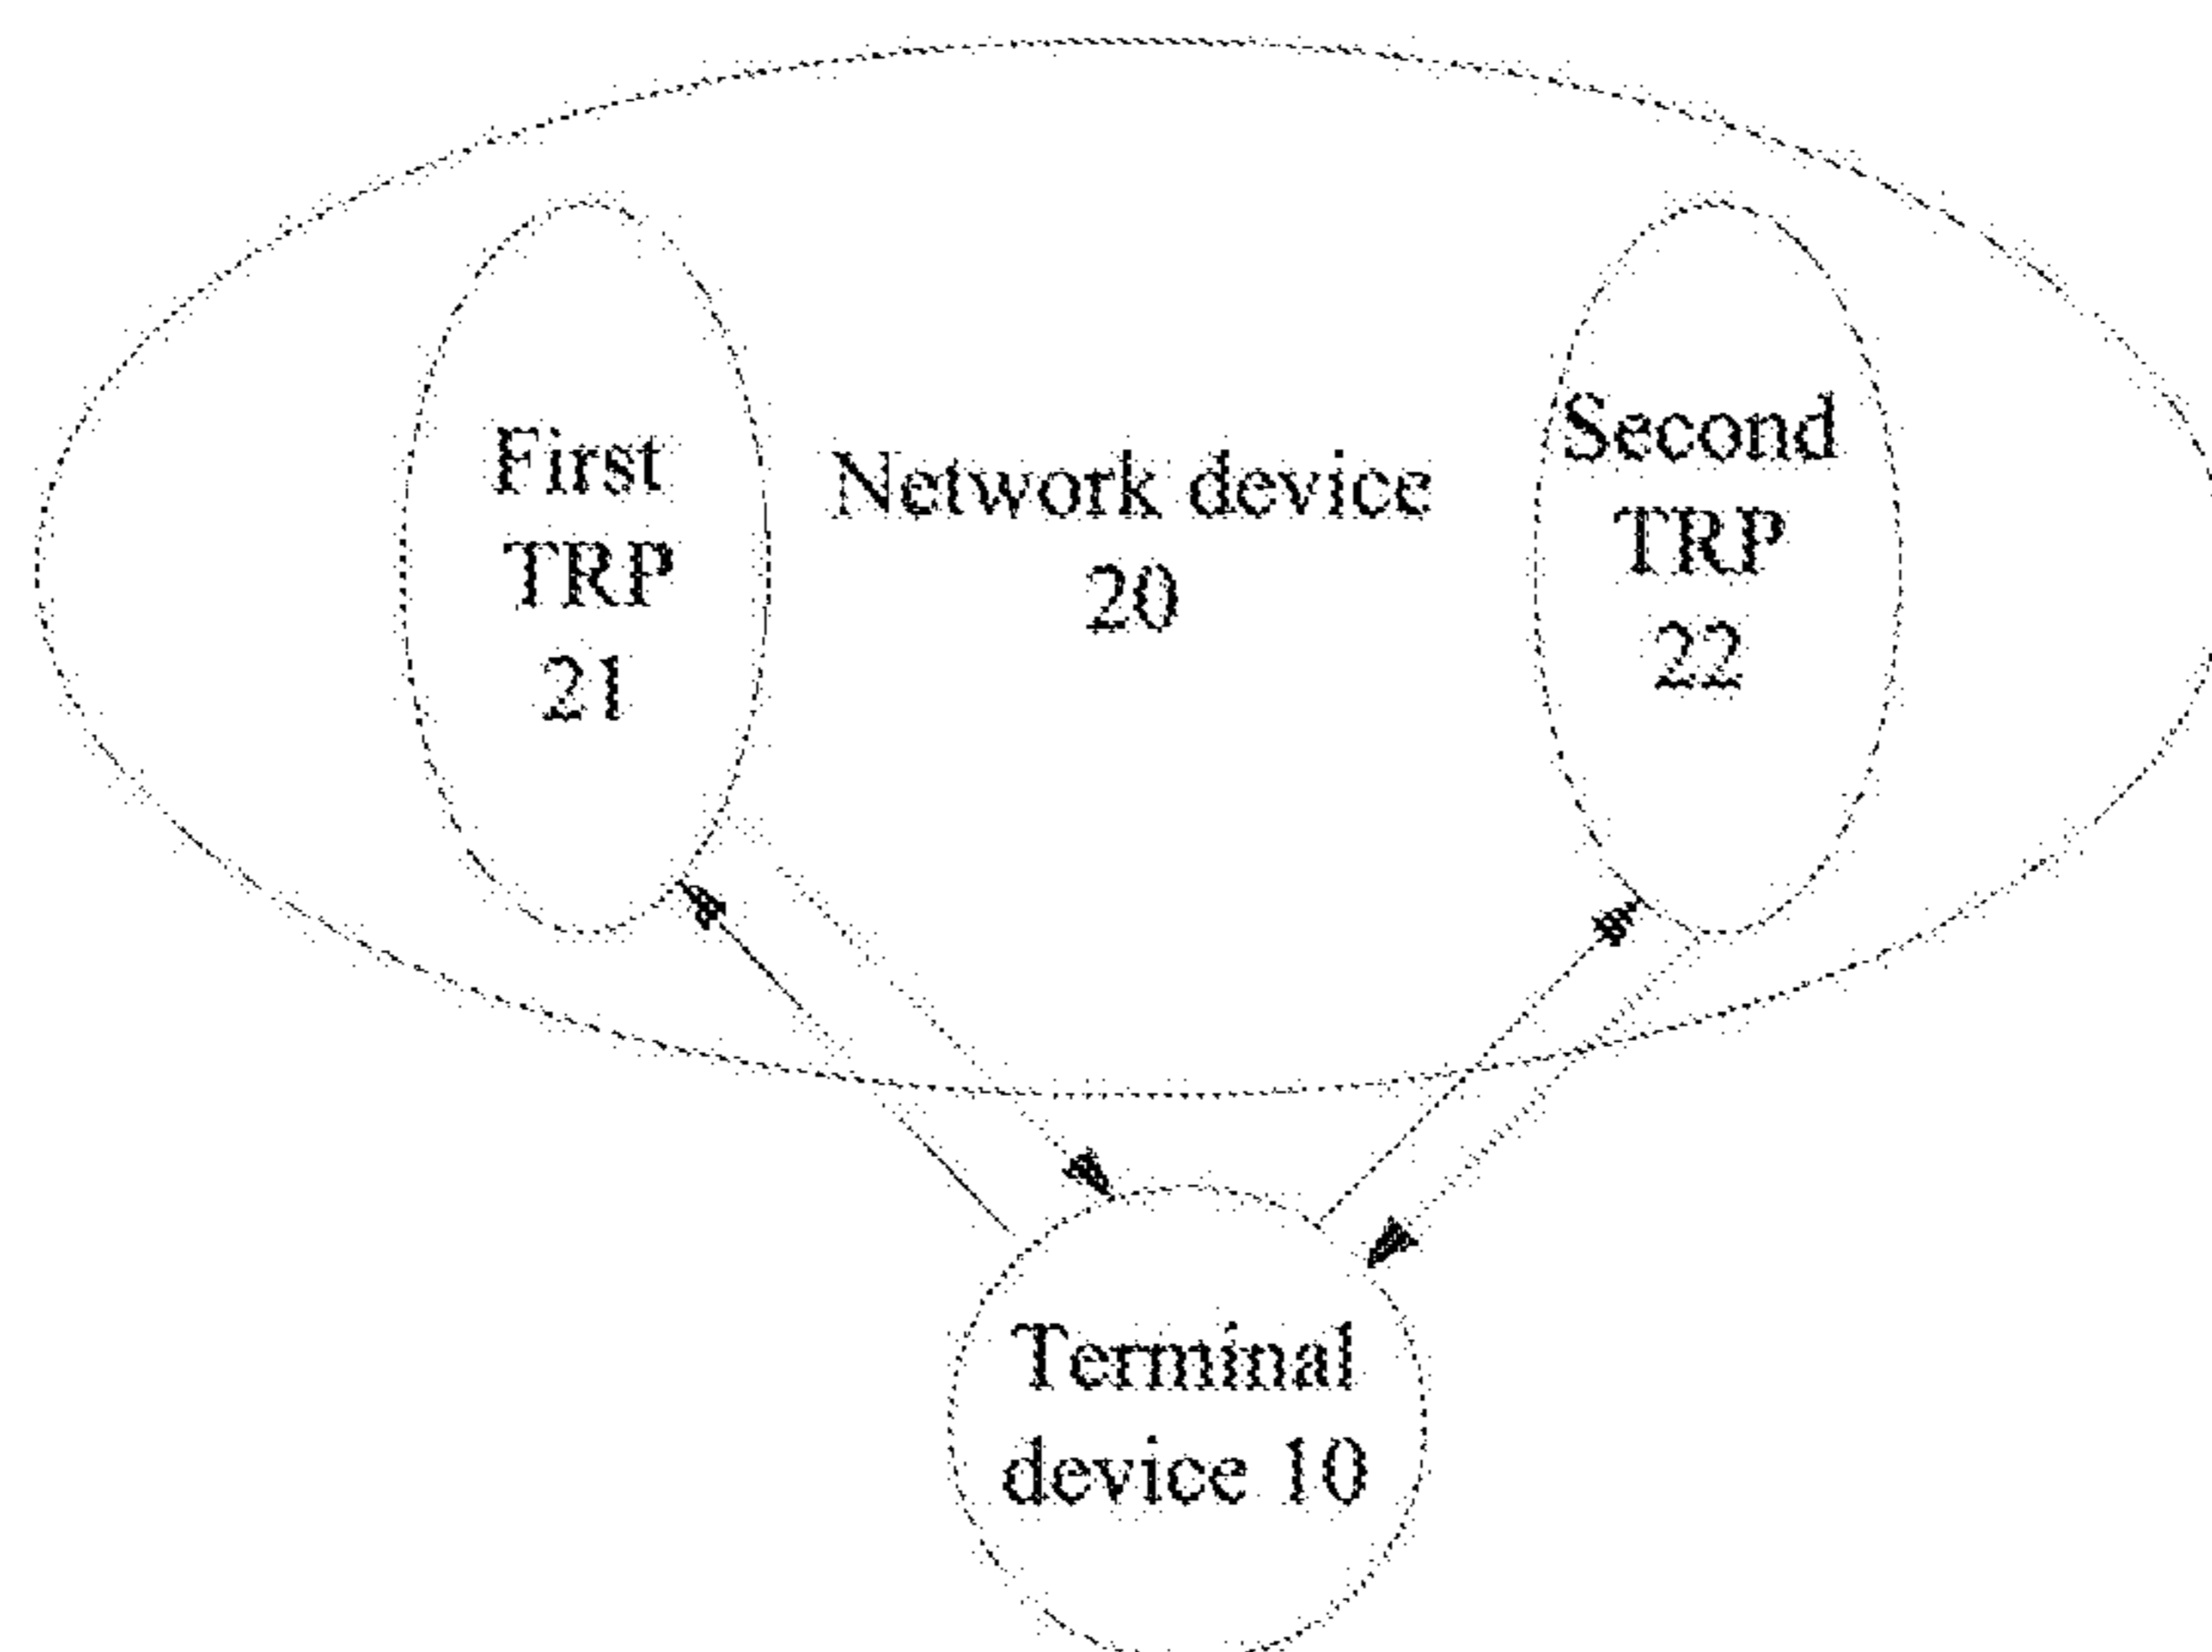 First
TRP
21
Network device
20
Second
TRP
22
Terminal
device 10